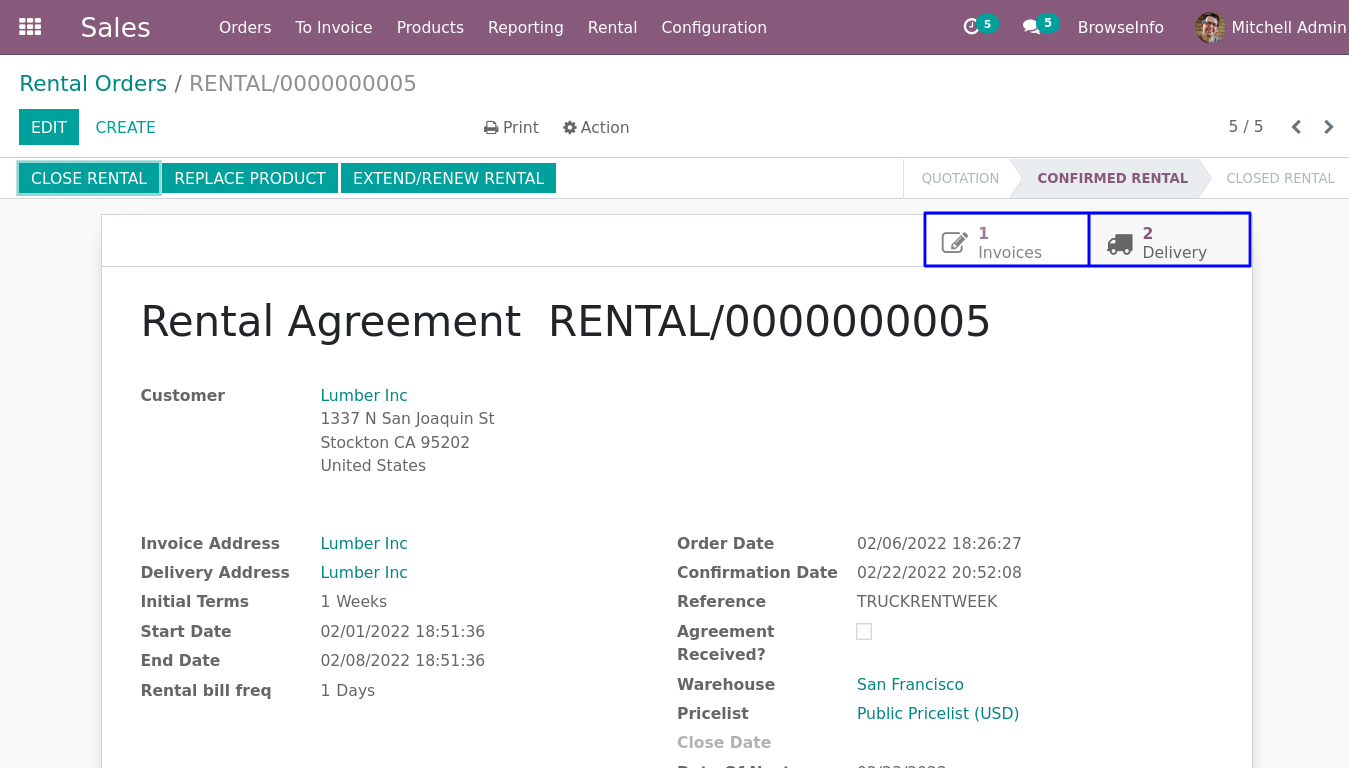 Sales Orders To Invoice Products Reporting Rental Configuration 5 5 BrowseInfo Mitchell Admin
Rental Orders / RENTAL/0000000005
EDIT CREATE Print Action 5 / 5
CLOSE RENTAL REPLACE PRODUCT EXTEND/RENEW RENTAL QUOTATION CONFIRMED RENTAL CLOSED RENTAL
1 Invoices
2 Delivery
Rental Agreement RENTAL/0000000005
Customer Lumber Inc
1337 N San Joaquin St
Stockton CA 95202
United States
Invoice Address Lumber Inc
Delivery Address Lumber Inc
Initial Terms 1 Weeks
Start Date 02/01/2022 18:51:36
End Date 02/08/2022 18:51:36
Rental bill freq 1 Days
Order Date 02/06/2022 18:26:27
Confirmation Date 02/22/2022 20:52:08
Reference TRUCKRENTWEEK
Agreement
Received?
Warehouse San Francisco
Pricelist Public Pricelist (USD)
Close Date